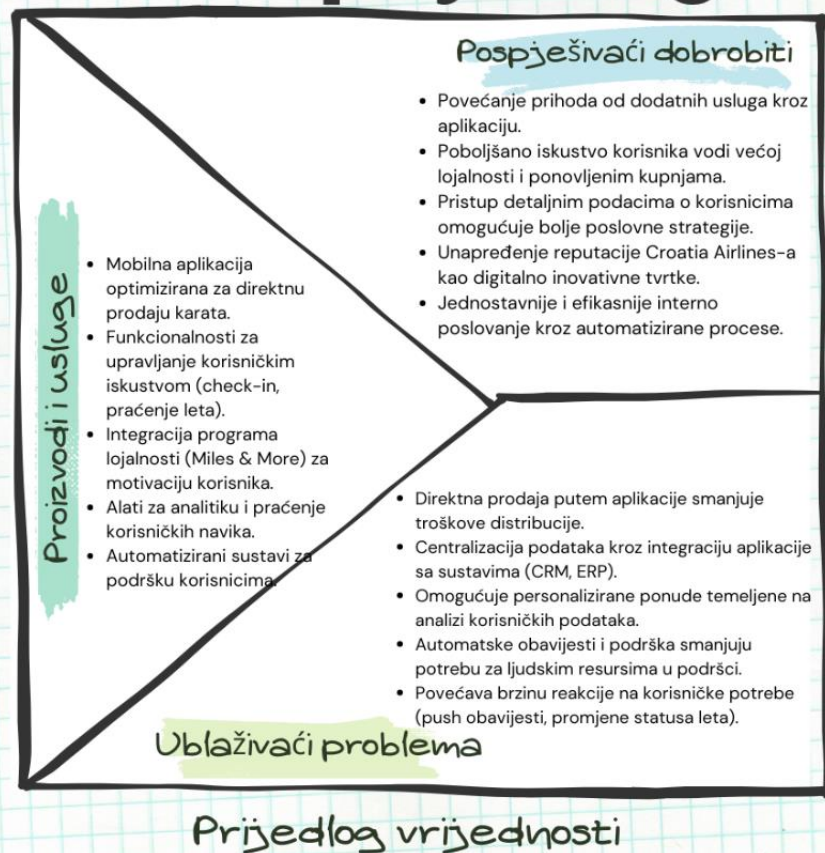 Pospješivaći dobrobiti
• Povećanje prihoda od dodatnih usluga kroz
aplikaciju.
• Poboljšano iskustvo korisnika vodi većoj
lojalnosti i ponovljenim kupnjama.
• Pristup detaljnim podacima o korisnicima
omogućuje bolje poslovne strategije.
• Unapređenje reputacije Croatia Airlines-a
kao digitalno inovativne tvrtke.
• Jednostavnije i efikasnije interno
poslovanje kroz automatizirane procese.
Proizvodi i usluge
• Mobilna aplikacija
optimizirana za direktnu
prodaju karata.
• Funkcionalnosti za
upravljanje korisničkim
iskustvom (check-in,
praćenje leta).
• Integracija programa
lojalnosti (Miles & More) za
motivaciju korisnika.
• Alati za analitiku i praćenje
korisničkih navika.
• Automatizirani sustavi za
podršku korisnicima.
• Direktna prodaja putem aplikacije smanjuje
troškove distribucije.
• Centralizacija podataka kroz integraciju aplikacije
sa sustavima (CRM, ERP).
• Omogućuje personalizirane ponude temeljene na
analizi korisničkih podataka.
• Automatske obavijesti i podrška smanjuju
potrebu za ljudskim resursima u podršci.
• Povećava brzinu reakcije na korisničke potrebe
(push obavijesti, promjene statusa leta).
Ublaživaći problema
Prijedlog vrijednosti